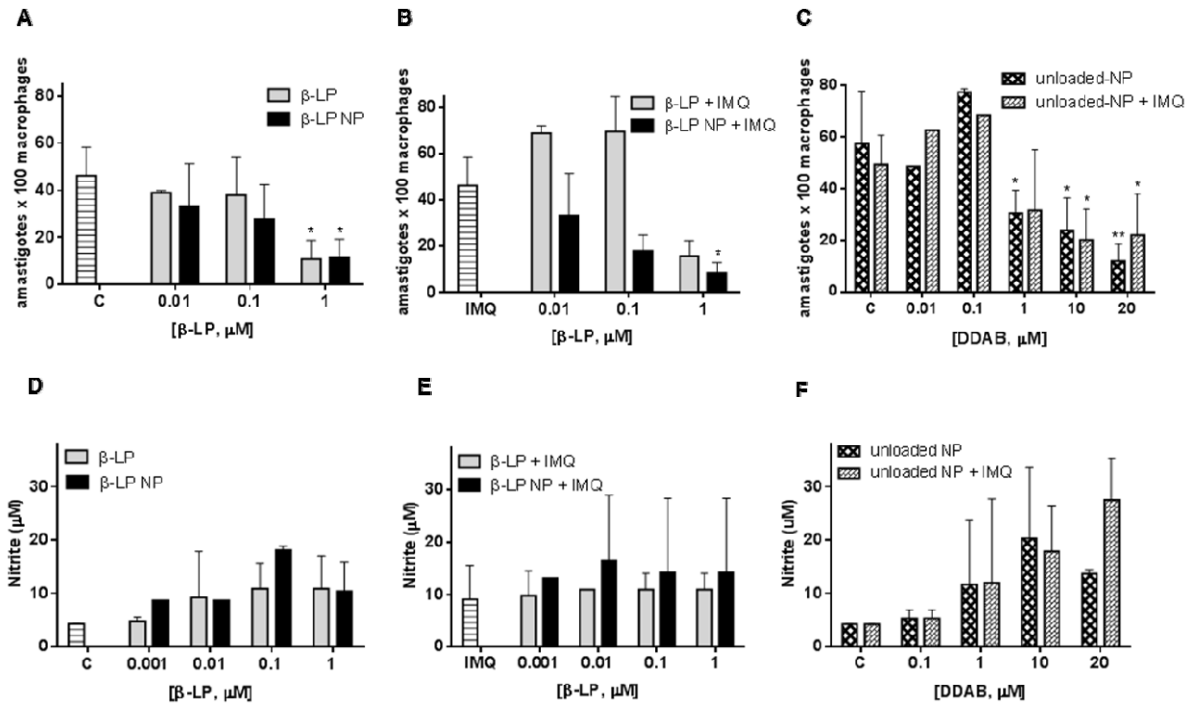 A
amastigotes x 100 macrophages
80
60
40
20
0
β-LP
β-LP NP
* *
C 0.01 0.1 1
[β-LP, μM]
B
amastigotes x 100 macrophages
80
60
40
20
0
β-LP + IMQ
β-LP NP + IMQ
*
IMQ 0.01 0.1 1
[β-LP, μM]
C
amastigotes x 100 macrophages
80
60
40
20
0
unloaded-NP
unloaded-NP + IMQ
* * * ** *
C 0.01 0.1 1 10 20
[DDAB, μM]
D
Nitrite (μM)
30
20
10
0
β-LP
β-LP NP
C 0.001 0.01 0.1 1
[β-LP, μM]
E
Nitrite (μM)
30
20
10
0
β-LP + IMQ
β-LP NP + IMQ
IMQ 0.001 0.01 0.1 1
[β-LP, μM]
F
Nitrite (uM)
30
20
10
0
unloaded NP
unloaded NP + IMQ
C 0.1 1 10 20
[DDAB, μM]